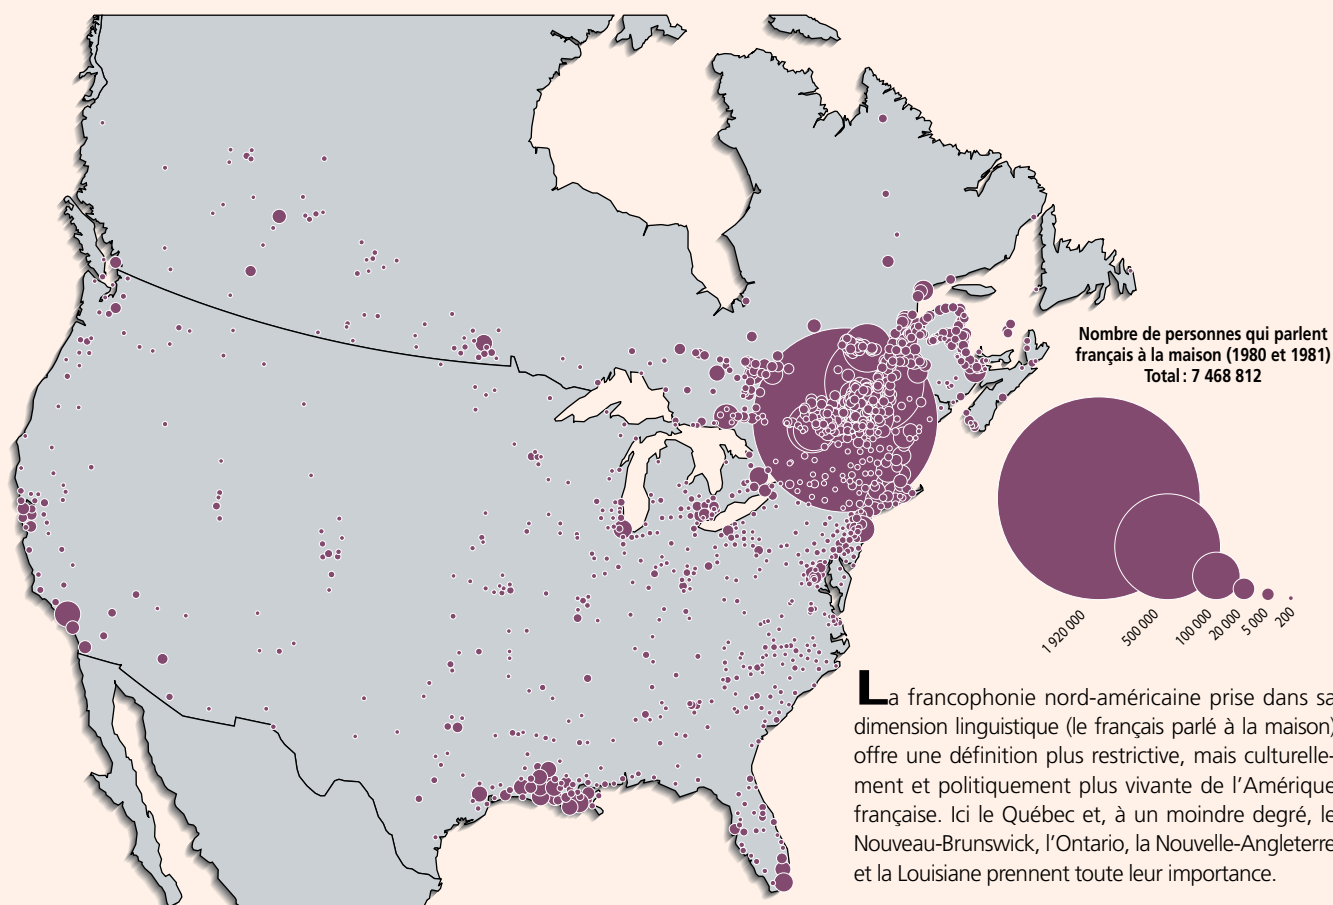 Nombre de personnes qui parlent
français à la maison (1980 et 1981)
Total : 7 468 812
1 920 000
500 000
100 000
20 000
5 000
200
La francophonie nord-américaine prise dans sa
dimension linguistique (le français parlé à la maison)
offre une définition plus restrictive, mais culturelle-
ment et politiquement plus vivante de l’Amérique
française. Ici le Québec et, à un moindre degré, le
Nouveau-Brunswick, l’Ontario, la Nouvelle-Angleterre
et la Louisiane prennent toute leur importance.